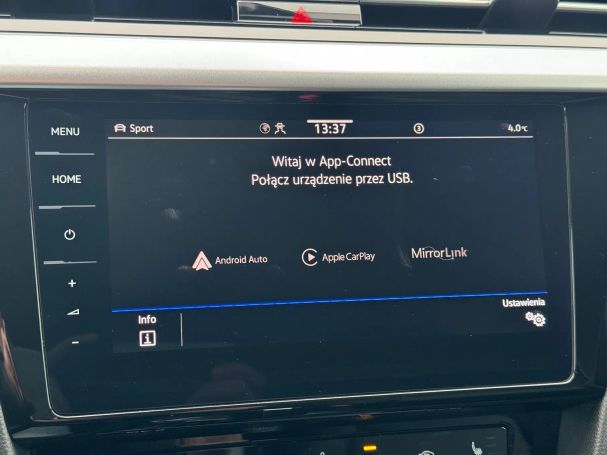 MENU
HOME
+
-
Sport
13:37
3
4.0°C
Witaj w App-Connect
Połącz urządzenie przez USB.
Android Auto
Apple CarPlay
MirrorLink
Info
i
Ustawienia